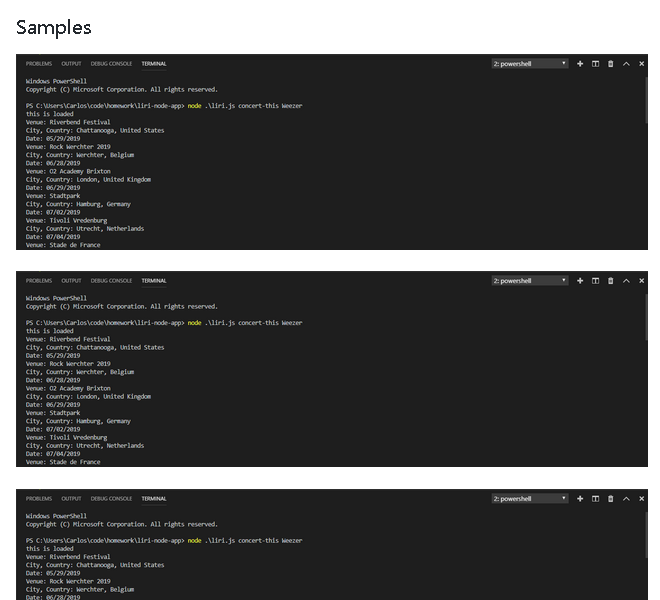 Samples
PROBLEMS OUTPUT DEBUG CONSOLE TERMINAL 2: powershell
Windows PowerShell
Copyright (C) Microsoft Corporation. All rights reserved.
PS C:\Users\Carlos\code\homework\liri-node-app> node .\liri.js concert-this Weezer
this is loaded
Venue: Riverbend Festival
City, Country: Chattanooga, United States
Date: 05/29/2019
Venue: Rock Werchter 2019
City, Country: Werchter, Belgium
Date: 06/28/2019
Venue: O2 Academy Brixton
City, Country: London, United Kingdom
Date: 06/29/2019
Venue: Stadtpark
City, Country: Hamburg, Germany
Date: 07/02/2019
Venue: Tivoli Vredenburg
City, Country: Utrecht, Netherlands
Date: 07/04/2019
Venue: Stade de France
PROBLEMS OUTPUT DEBUG CONSOLE TERMINAL 2: powershell
Windows PowerShell
Copyright (C) Microsoft Corporation. All rights reserved.
PS C:\Users\Carlos\code\homework\liri-node-app> node .\liri.js concert-this Weezer
this is loaded
Venue: Riverbend Festival
City, Country: Chattanooga, United States
Date: 05/29/2019
Venue: Rock Werchter 2019
City, Country: Werchter, Belgium
Date: 06/28/2019
Venue: O2 Academy Brixton
City, Country: London, United Kingdom
Date: 06/29/2019
Venue: Stadtpark
City, Country: Hamburg, Germany
Date: 07/02/2019
Venue: Tivoli Vredenburg
City, Country: Utrecht, Netherlands
Date: 07/04/2019
Venue: Stade de France
PROBLEMS OUTPUT DEBUG CONSOLE TERMINAL 2: powershell
Windows PowerShell
Copyright (C) Microsoft Corporation. All rights reserved.
PS C:\Users\Carlos\code\homework\liri-node-app> node .\liri.js concert-this Weezer
this is loaded
Venue: Riverbend Festival
City, Country: Chattanooga, United States
Date: 05/29/2019
Venue: Rock Werchter 2019
City, Country: Werchter, Belgium
Date: 06/28/2019